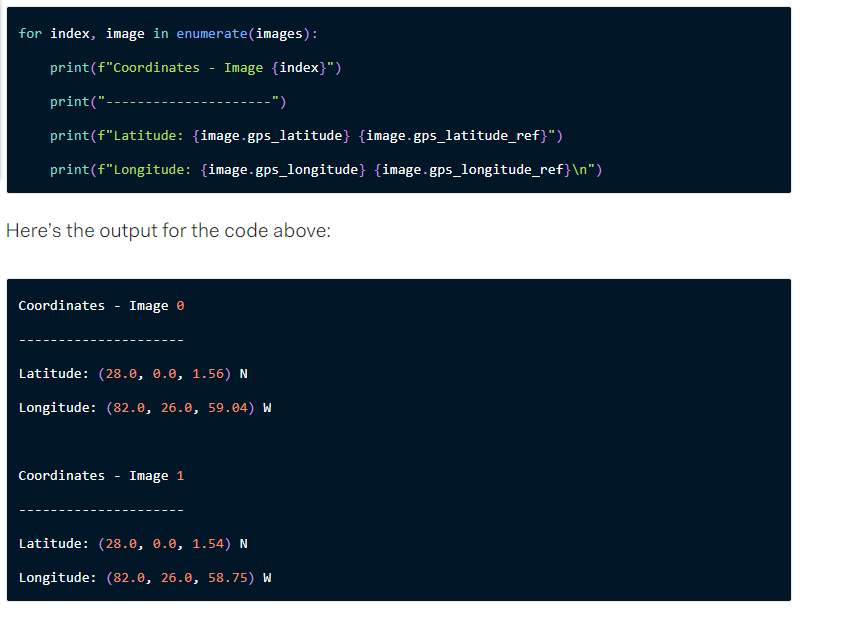 for index, image in enumerate(images):
    print(f"Coordinates - Image {index}")
    print("---------------------")
    print(f"Latitude: {image.gps_latitude} {image.gps_latitude_ref}")
    print(f"Longitude: {image.gps_longitude} {image.gps_longitude_ref}\n")
Here’s the output for the code above:
Coordinates - Image 0
---------------------
Latitude: (28.0, 0.0, 1.56) N
Longitude: (82.0, 26.0, 59.04) W
Coordinates - Image 1
---------------------
Latitude: (28.0, 0.0, 1.54) N
Longitude: (82.0, 26.0, 58.75) W